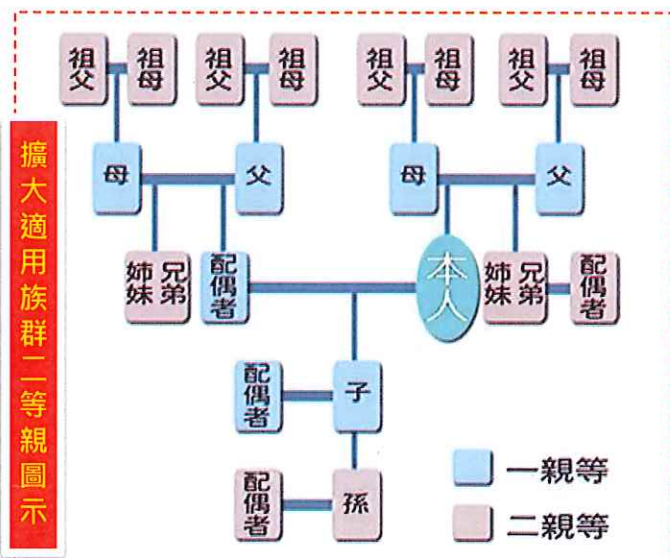 祖父 祖母 祖父 祖母 祖父 祖母 祖父 祖母
擴大適用族群二等親圖示
母 父 母 父
姊妹 兄弟 配偶者 本人 姊妹 兄弟 配偶者
配偶者 子
配偶者 孫
一親等
二親等